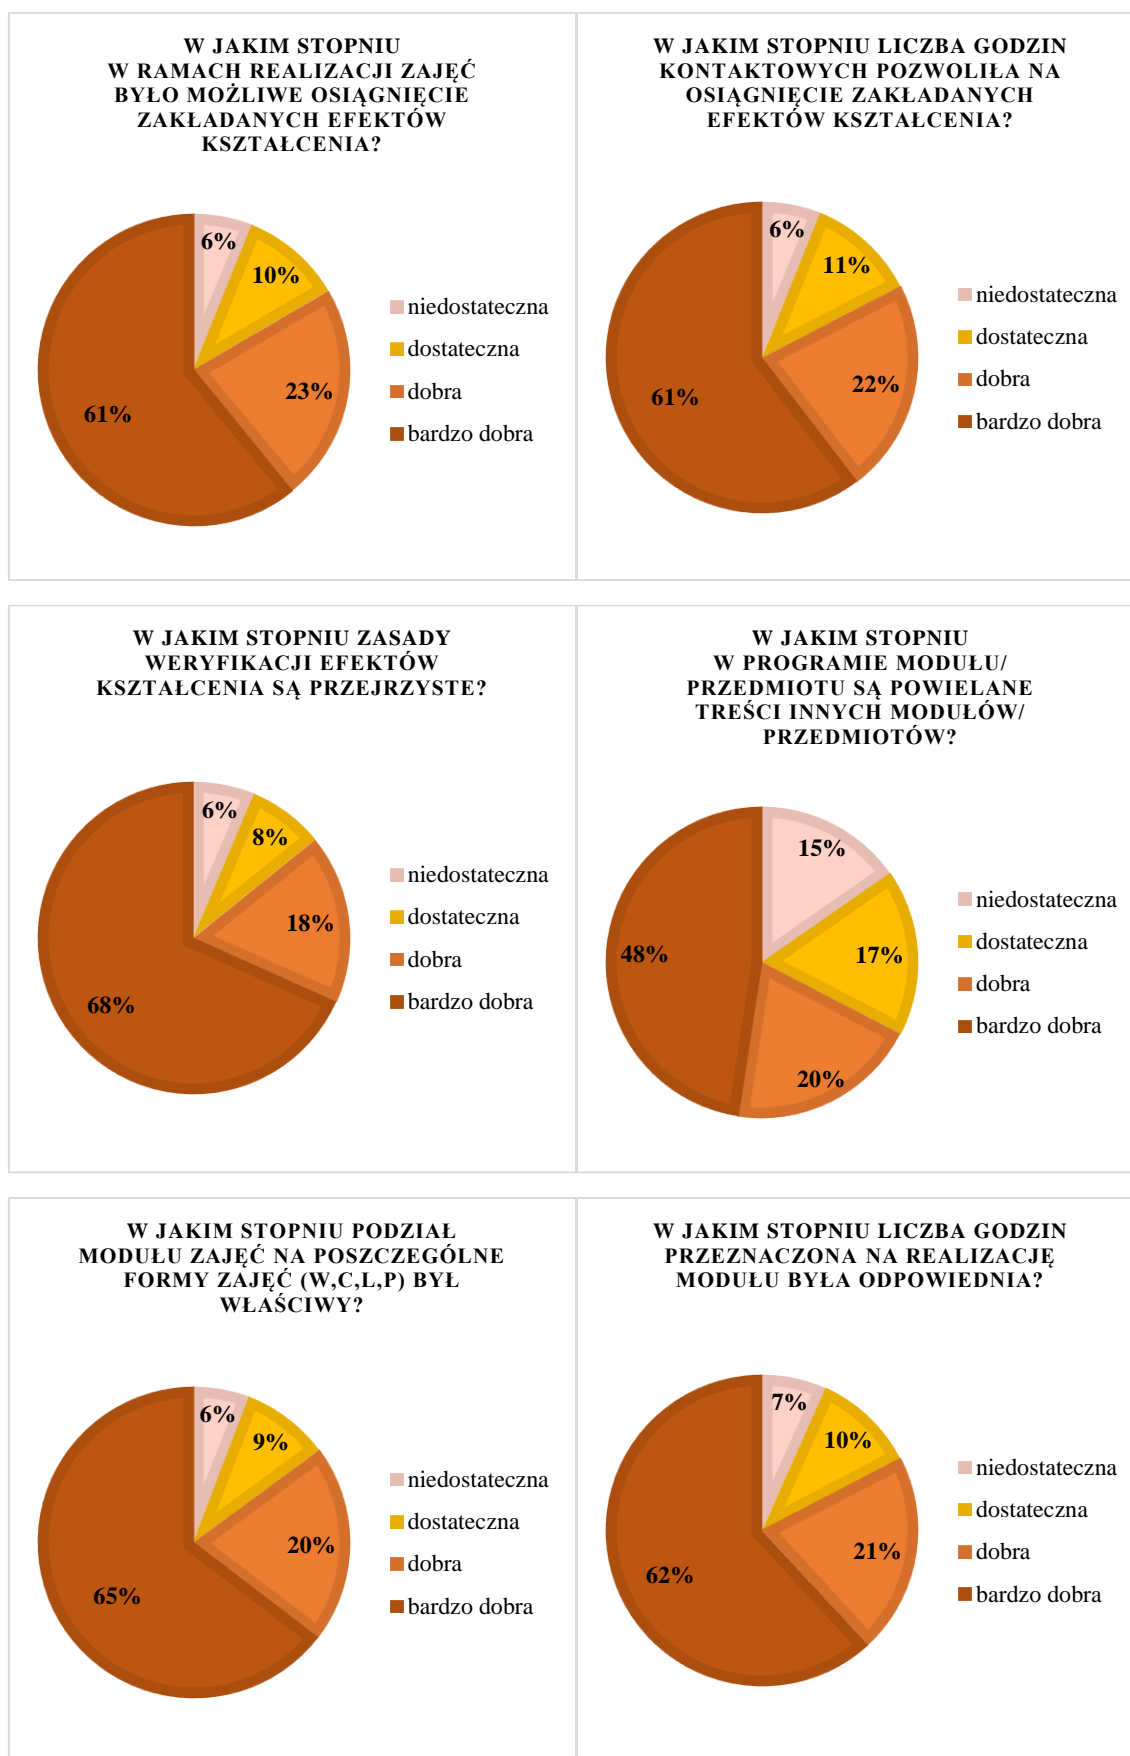 W JAKIM STOPNIU
W RAMACH REALIZACJI ZAJĘĆ
BYŁO MOŻLIWE OSIĄGNIĘCIE
ZAKŁADANYCH EFEKTÓW
KSZTAŁCENIA?
6%
10%
23%
61%
niedostateczna
dostateczna
dobra
bardzo dobra
W JAKIM STOPNIU LICZBA GODZIN
KONTAKTOWYCH POZWOLIŁA NA
OSIĄGNIĘCIE ZAKŁADANYCH
EFEKTÓW KSZTAŁCENIA?
6%
11%
22%
61%
niedostateczna
dostateczna
dobra
bardzo dobra
W JAKIM STOPNIU ZASADY
WERYFIKACJI EFEKTÓW
KSZTAŁCENIA SĄ PRZEJRZYSTE?
6%
8%
18%
68%
niedostateczna
dostateczna
dobra
bardzo dobra
W JAKIM STOPNIU
W PROGRAMIE MODUŁU/
PRZEDMIOTU SĄ POWIELANE
TREŚCI INNYCH MODUŁÓW/
PRZEDMIOTÓW?
15%
17%
20%
48%
niedostateczna
dostateczna
dobra
bardzo dobra
W JAKIM STOPNIU PODZIAŁ
MODUŁU ZAJĘĆ NA POSZCZEGÓLNE
FORMY ZAJĘĆ (W,C,L,P) BYŁ
WŁAŚCIWY?
6%
9%
20%
65%
niedostateczna
dostateczna
dobra
bardzo dobra
W JAKIM STOPNIU LICZBA GODZIN
PRZEZNACZONA NA REALIZACJĘ
MODUŁU BYŁA ODPOWIEDNIA?
7%
10%
21%
62%
niedostateczna
dostateczna
dobra
bardzo dobra